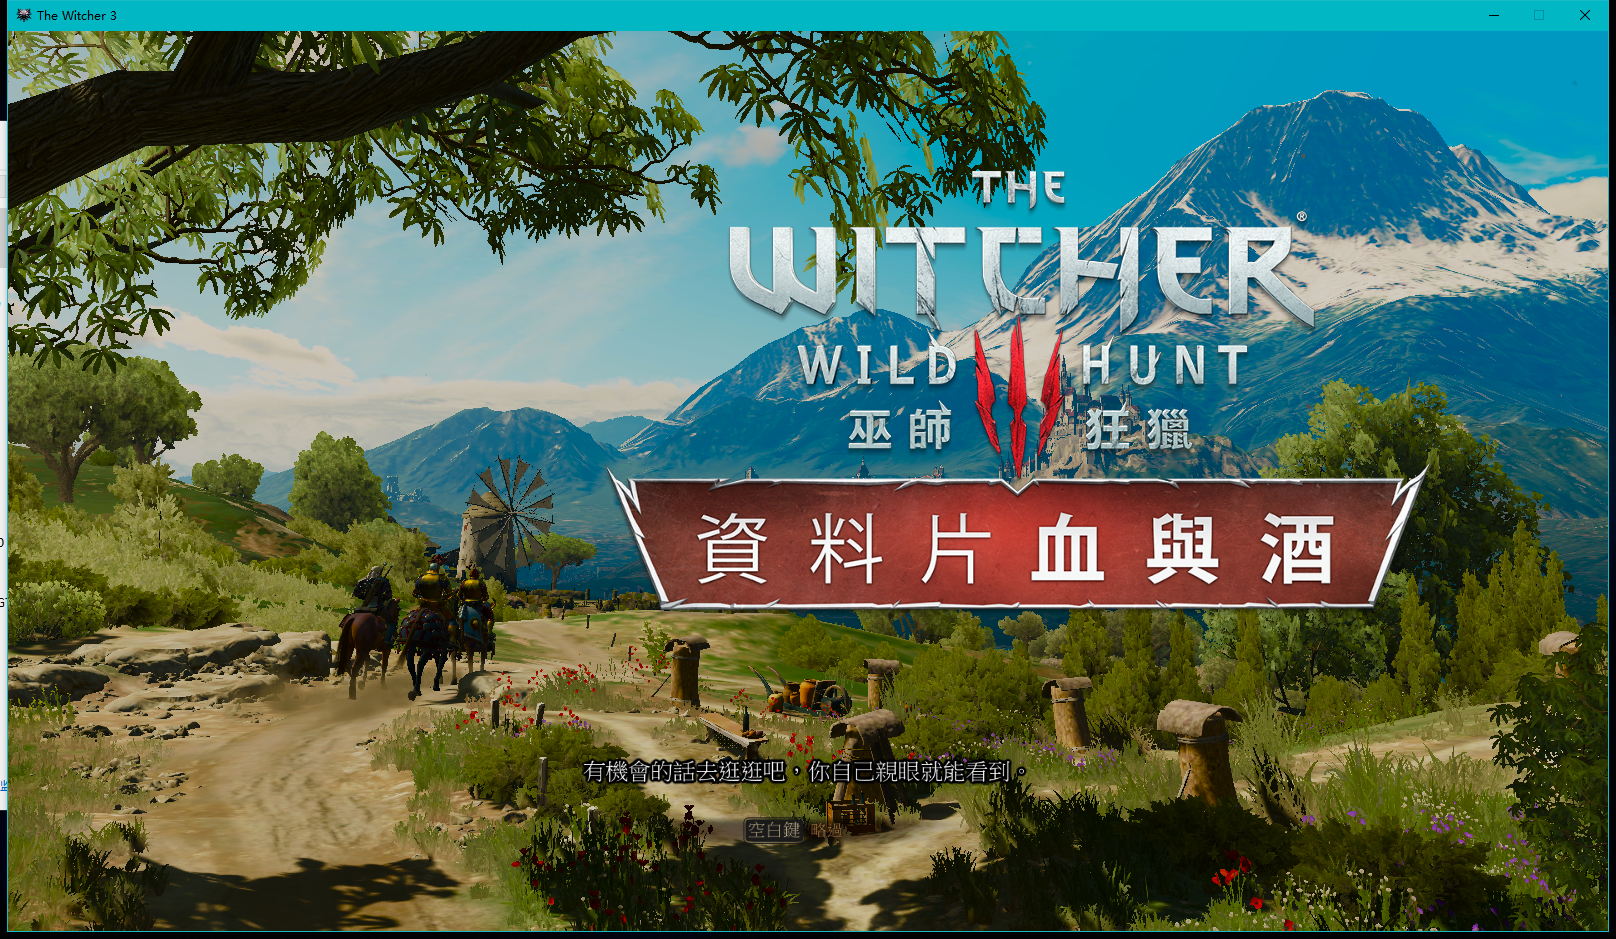 The Witcher 3
THE
WITCHER®
WILD HUNT
巫師 狂獵
資料片血與酒
有機會的話去逛逛吧，你自己親眼就能看到。
空白鍵 略過